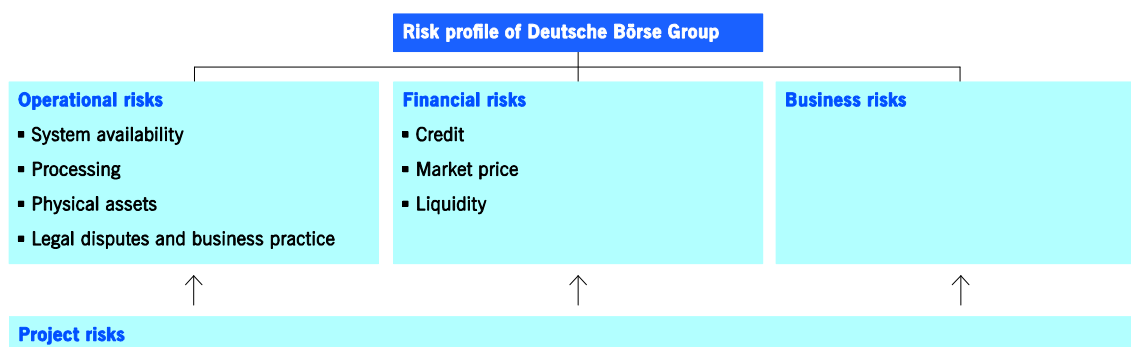 Risk profile of Deutsche Börse Group
Operational risks
▪ System availability
▪ Processing
▪ Physical assets
▪ Legal disputes and business practice
Financial risks
▪ Credit
▪ Market price
▪ Liquidity
Business risks
Project risks